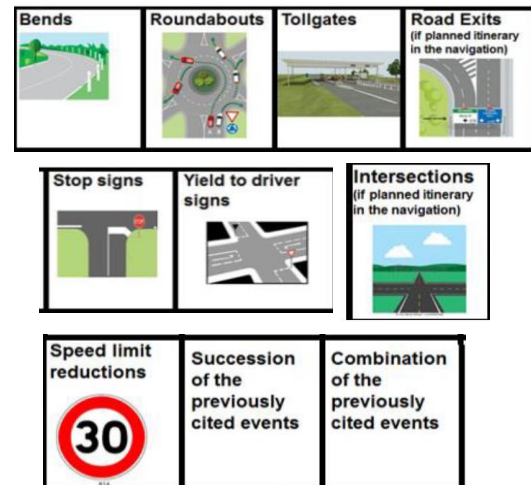 Bends
Roundabouts
Tollgates
Road Exits
(if planned itinerary
in the navigation)
Stop signs
Yield to driver
signs
STOP
Intersections
(if planned itinerary
in the navigation)
Speed limit
reductions
30
Succession
of the
previously
cited events
Combination
of the
previously
cited events